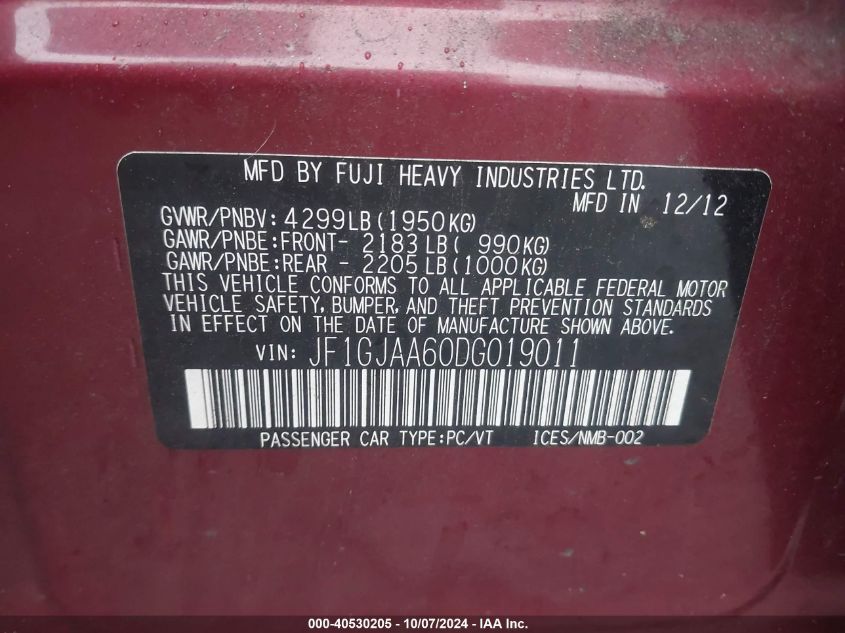 MFD BY FUJI HEAVY INDUSTRIES LTD.
MFD IN 12/12
GVWR/PNBV: 4299LB(1950KG)
GAWR/PNBE:FRONT- 2183LB( 990KG)
GAWR/PNBE:REAR - 2205LB(1000KG)
THIS VEHICLE CONFORMS TO ALL APPLICABLE FEDERAL MOTOR
VEHICLE SAFETY, BUMPER, AND THEFT PREVENTION STANDARDS
IN EFFECT ON THE DATE OF MANUFACTURE SHOWN ABOVE.
VIN: JF1GJAA60DG019011
PASSENGER CAR TYPE:PC/VT ICES/NMB-002
000-40530205 - 10/07/2024 - IAA Inc.